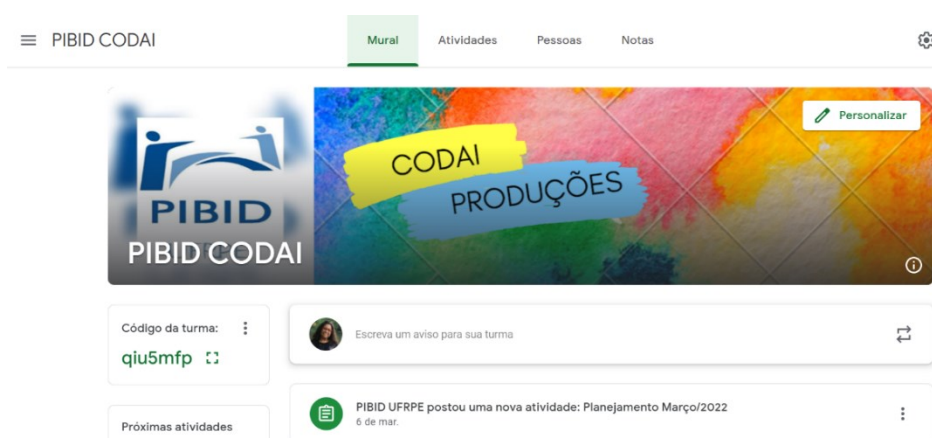 PIBID CODAI
Mural
Atividades
Pessoas
Notas
Personalizar
PIBID
UFRPE
CODAI
PRODUÇÕES
PIBID CODAI
Código da turma:
qiu5mfp
Escreva um aviso para sua turma
Próximas atividades
PIBID UFRPE postou uma nova atividade: Planejamento Março/2022
6 de mar.